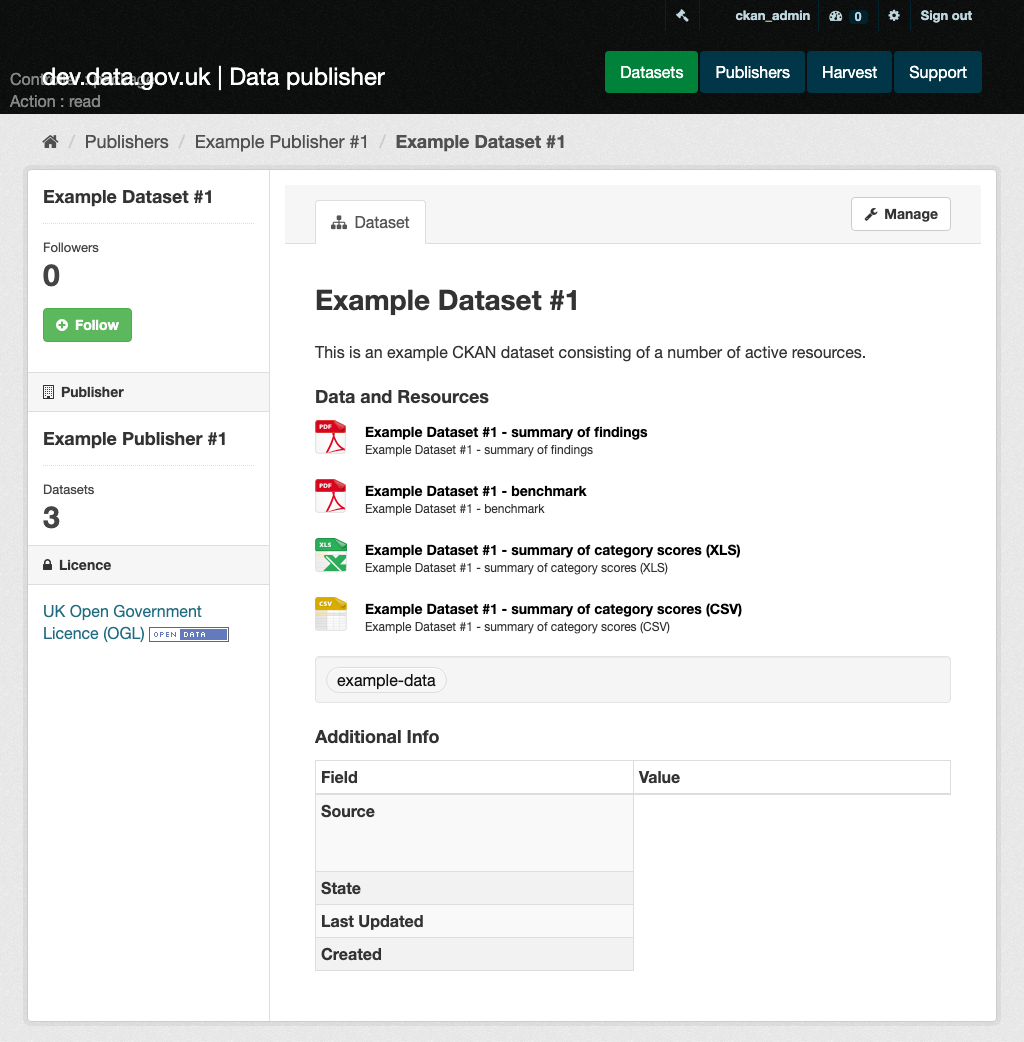 ckan_admin 0 Sign out
dev.data.gov.uk | Data publisher
Action : read
Datasets Publishers Harvest Support
/ Publishers / Example Publisher #1 / Example Dataset #1
Example Dataset #1
Followers
0
Follow
Publisher
Example Publisher #1
Datasets
3
Licence
UK Open Government
Licence (OGL) OPEN DATA
Dataset
Manage
Example Dataset #1
This is an example CKAN dataset consisting of a number of active resources.
Data and Resources
PDF
Example Dataset #1 - summary of findings
Example Dataset #1 - summary of findings
PDF
Example Dataset #1 - benchmark
Example Dataset #1 - benchmark
XLS
Example Dataset #1 - summary of category scores (XLS)
Example Dataset #1 - summary of category scores (XLS)
CSV
Example Dataset #1 - summary of category scores (CSV)
Example Dataset #1 - summary of category scores (CSV)
example-data
Additional Info
Field Value
Source
State
Last Updated
Created